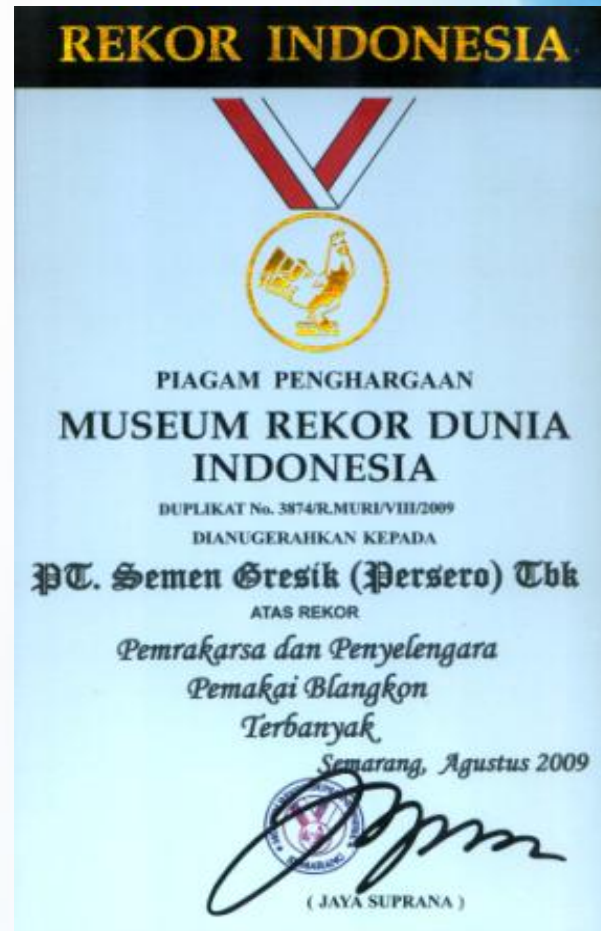 REKOR INDONESIA
PIAGAM PENGHARGAAN
MUSEUM REKOR DUNIA
INDONESIA
DUPLIKAT No. 3874/R.MURI/VIII/2009
DIANUGERAHKAN KEPADA
PT. Semen Gresik (Persero) Tbk
ATAS REKOR
Pemrakarsa dan Penyelengara
Pemakai Blangkon
Terbanyak
Semarang, Agustus 2009
SEMARANG
( JAYA SUPRANA )